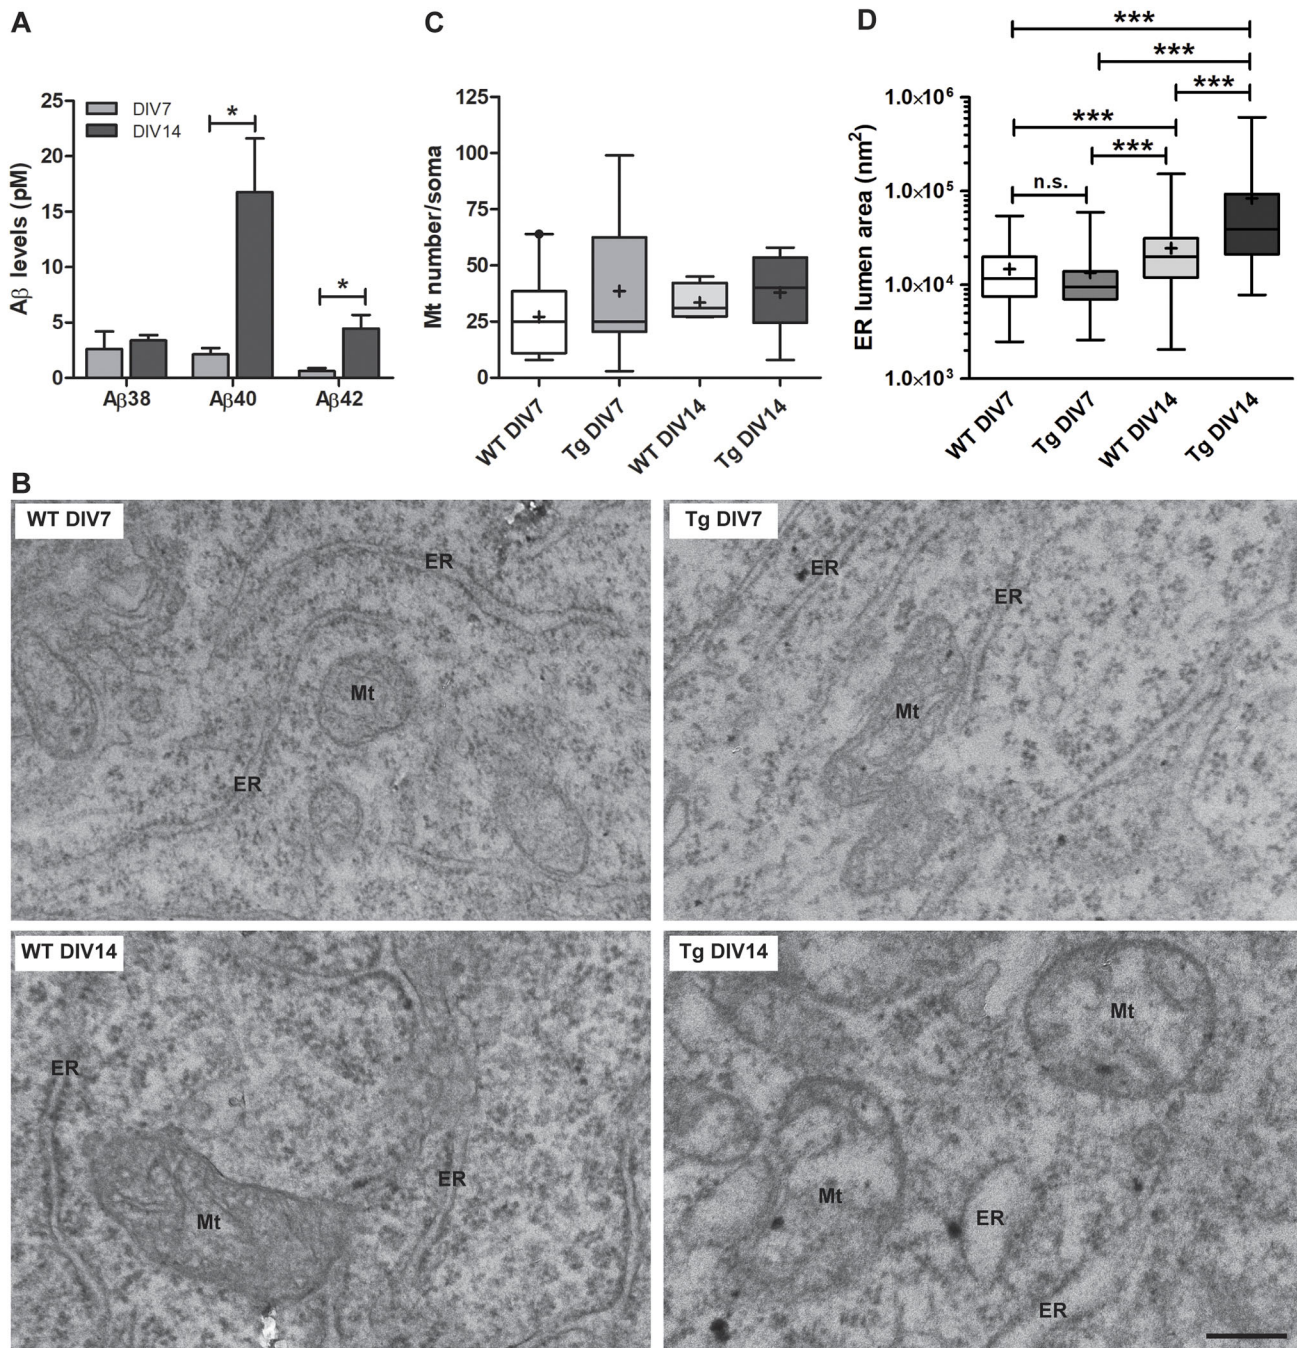 A
Aβ levels (pM)
25
20
15
10
5
0
DIV7
DIV14
*
*
Aβ38
Aβ40
Aβ42
C
Mt number/soma
125
100
75
50
25
0
WT DIV7
Tg DIV7
WT DIV14
Tg DIV14
D
ER lumen area (nm²)
1.0×10⁶
1.0×10⁵
1.0×10⁴
1.0×10³
***
***
***
***
***
n.s.
WT DIV7
Tg DIV7
WT DIV14
Tg DIV14
B
WT DIV7
ER
Mt
ER
Tg DIV7
ER
ER
Mt
WT DIV14
ER
ER
Mt
Tg DIV14
Mt
Mt
ER
ER